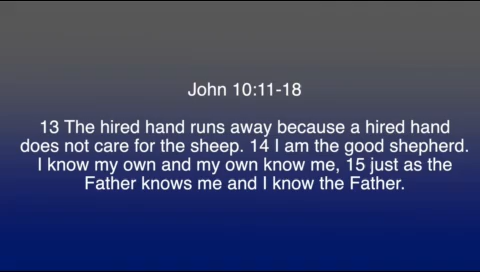 John 10:11-18
13 The hired hand runs away because a hired hand
does not care for the sheep. 14 I am the good shepherd.
I know my own and my own know me, 15 just as the
Father knows me and I know the Father.